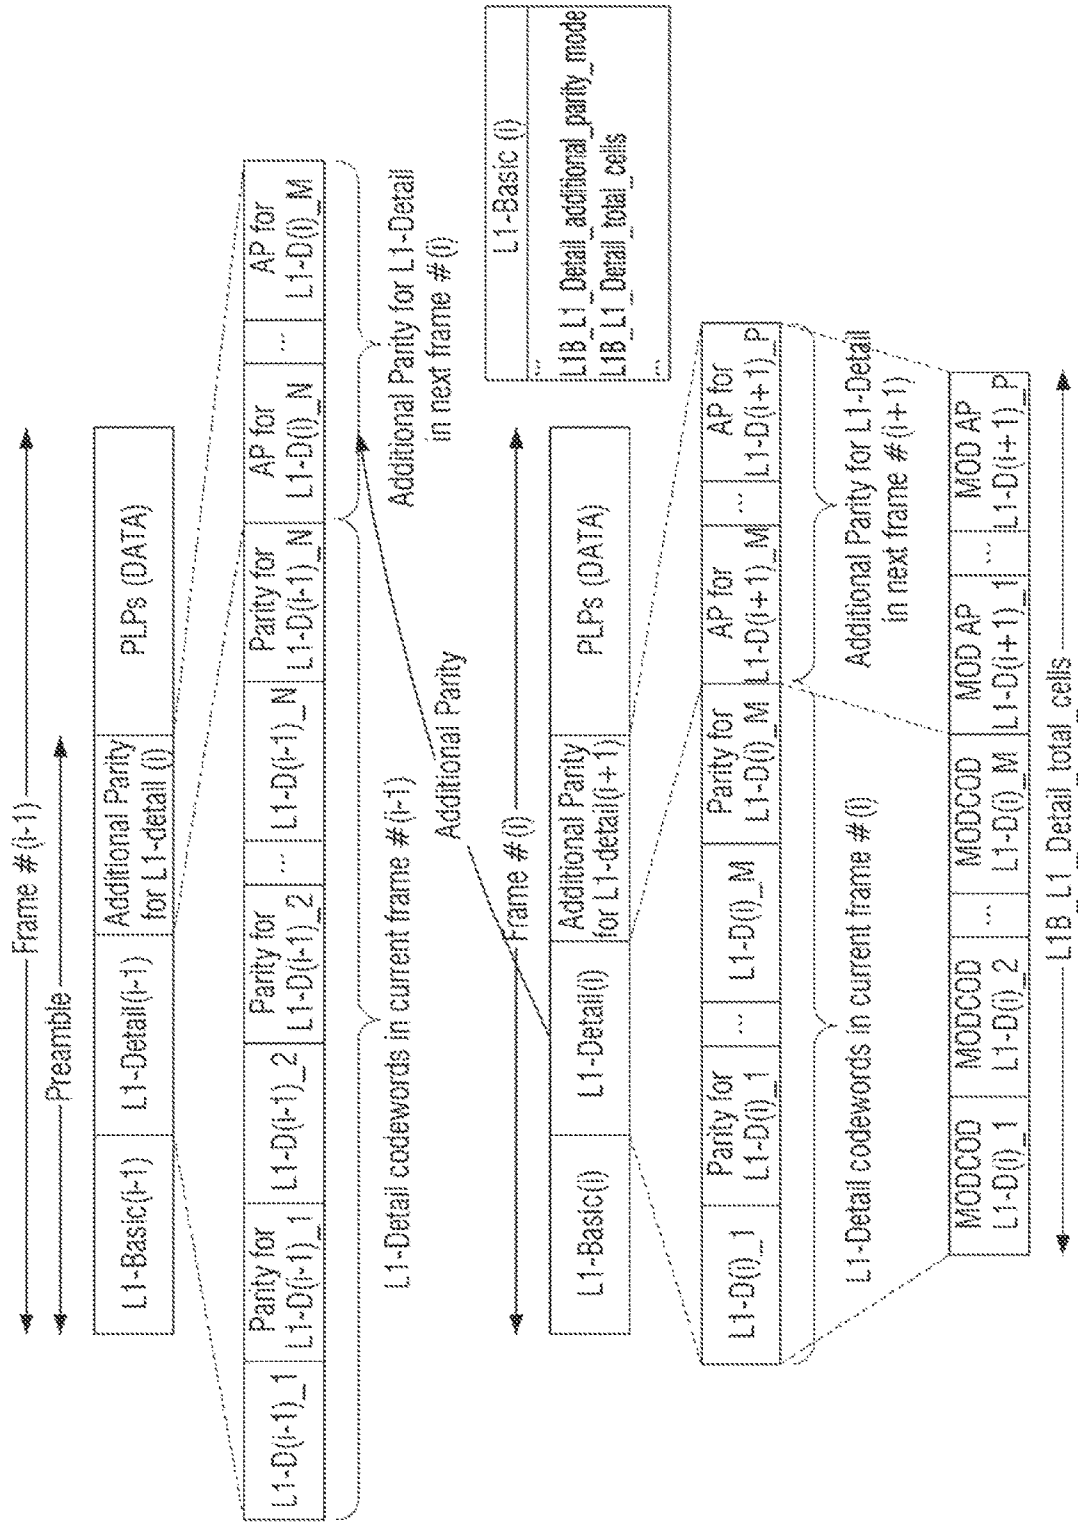 Frame #(i-1)
Preamble
L1-Basic(i-1)
L1-Detail(i-1)
Additional Parity
for L1-detail (i)
PLPs (DATA)
L1-D(i-1)_1
Parity for
L1-D(i-1)_1
L1-D(i-1)_2
Parity for
L1-D(i-1)_2
...
L1-D(i-1)_N
Parity for
L1-D(i-1)_N
AP for
L1-D(i)_N
...
AP for
L1-D(i)_M
L1-Detail codewords in current frame #(i-1)
Additional Parity for L1-Detail
in next frame #(i)
Additional Parity
Frame #(i)
L1-Basic(i)
L1-Detail(i)
Additional Parity
for L1-detail(i+1)
PLPs (DATA)
L1-Basic (i)
L1B_L1_Detail_additional_parity_mode
L1B_L1_Detail_total_cells
L1-D(i)_1
Parity for
L1-D(i)_1
...
L1-D(i)_M
Parity for
L1-D(i)_M
AP for
L1-D(i+1)_M
...
AP for
L1-D(i+1)_P
L1-Detail codewords in current frame #(i)
Additional Parity for L1-Detail
in next frame #(i+1)
MODCOD
L1-D(i)_1
MODCOD
L1-D(i)_2
...
MODCOD
L1-D(i)_M
MOD AP
L1-D(i+1)_1
...
MOD AP
L1-D(i+1)_P
L1B_L1_Detail_total_cells